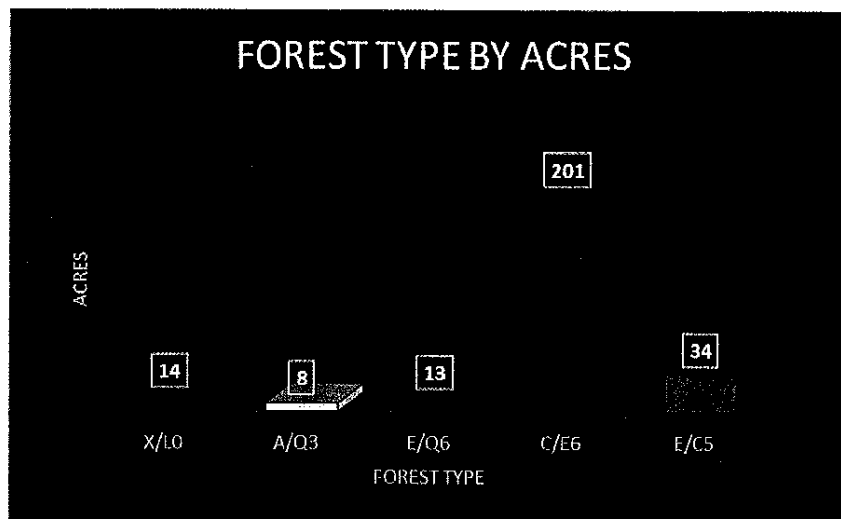 FOREST TYPE BY ACRES
201
ACRES
14
8
13
34
X/L0
A/Q3
E/Q6
C/E6
E/C5
FOREST TYPE